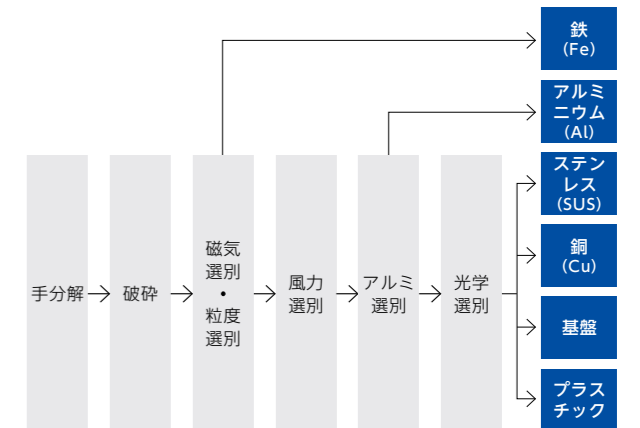 手分解
破砕
磁気
選別
・
粒度
選別
風力
選別
アルミ
選別
光学
選別
鉄
(Fe)
アルミ
ニウム
(Al)
ステン
レス
(SUS)
銅
(Cu)
基盤
プラス
チック